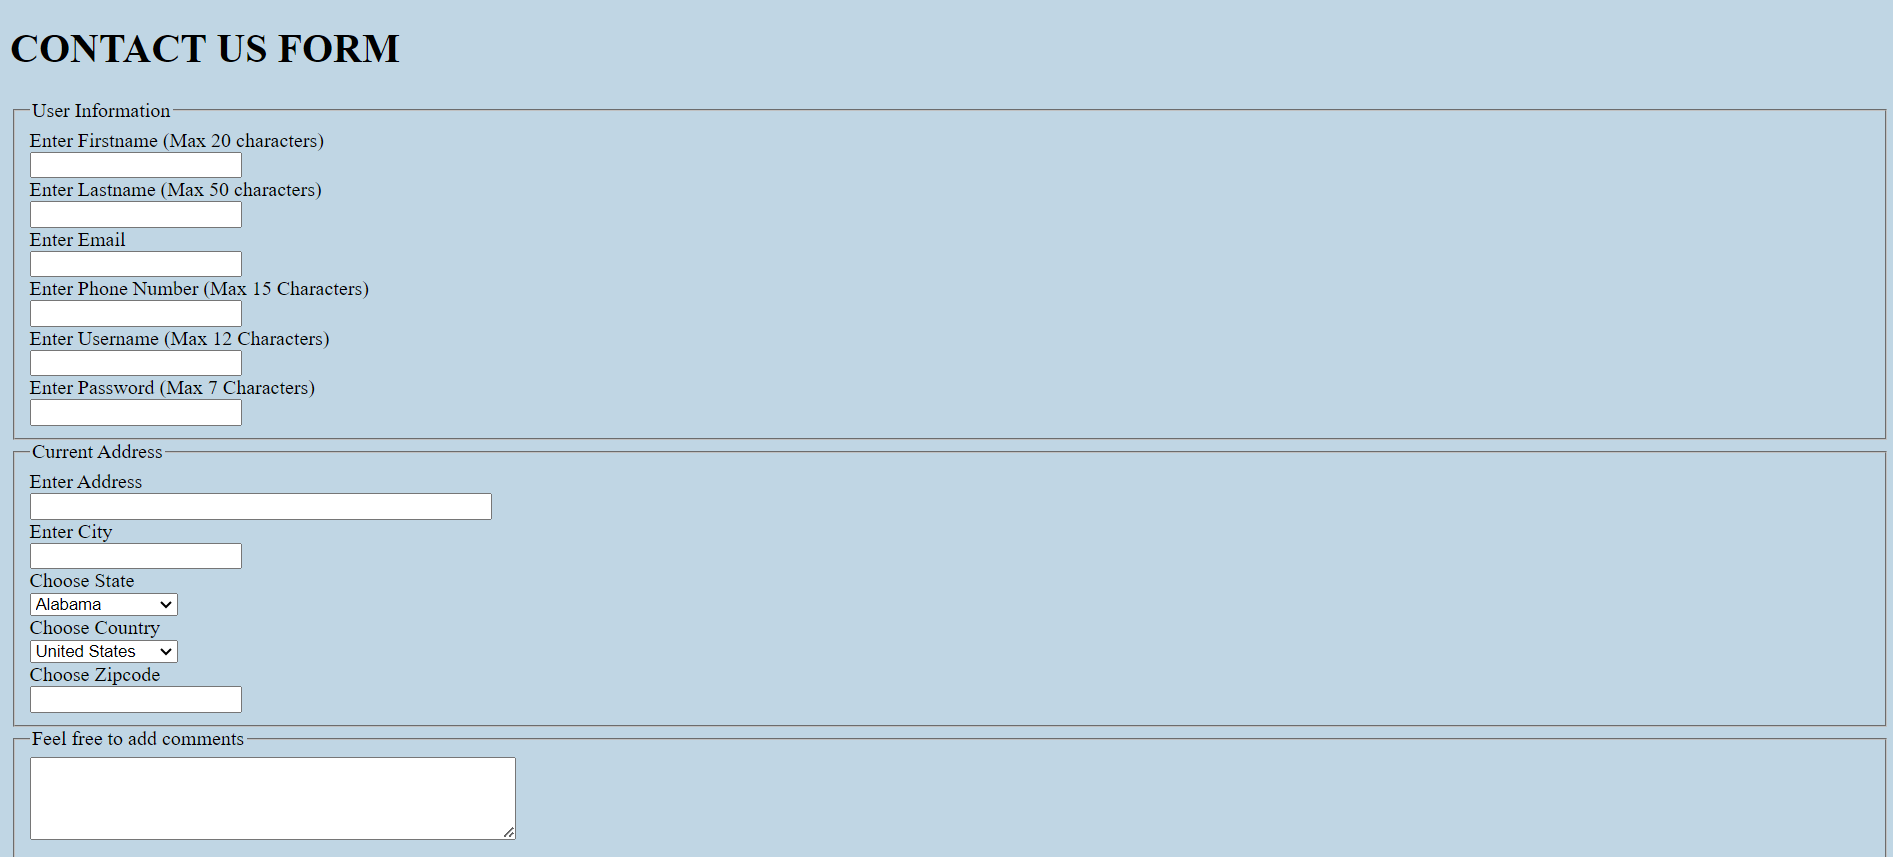 CONTACT US FORM
User Information
Enter Firstname (Max 20 characters)
Enter Lastname (Max 50 characters)
Enter Email
Enter Phone Number (Max 15 Characters)
Enter Username (Max 12 Characters)
Enter Password (Max 7 Characters)
Current Address
Enter Address
Enter City
Choose State
Alabama
Choose Country
United States
Choose Zipcode
Feel free to add comments